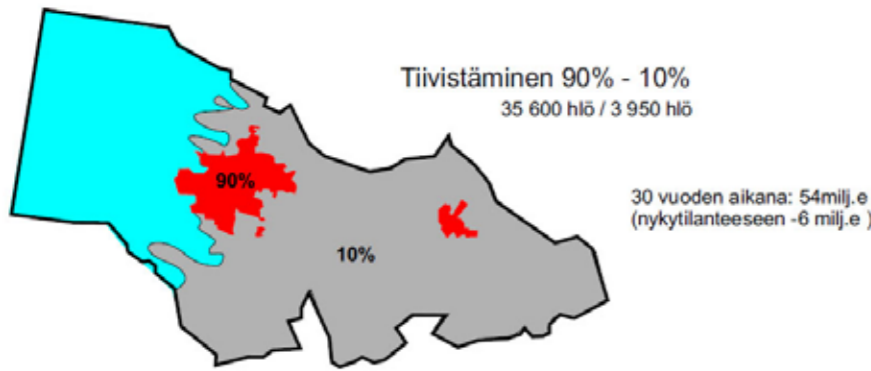 Tiivistäminen 90% - 10%
35 600 hlö / 3 950 hlö
90%
30 vuoden aikana: 54milj.e
(nykytilanteeseen -6 milj.e )
10%